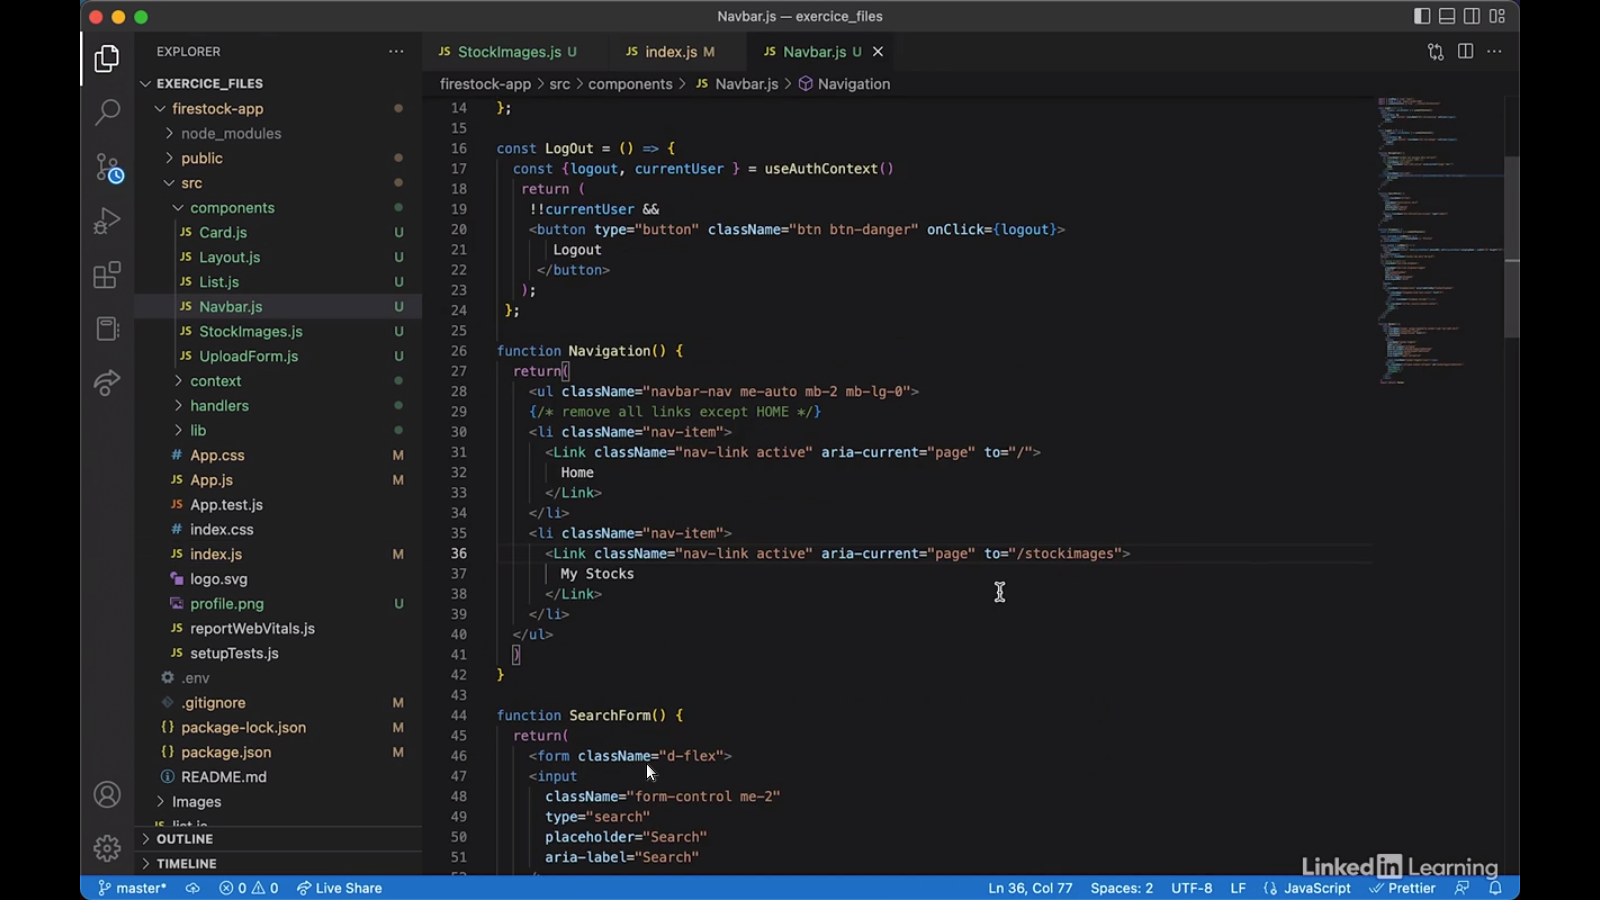 Navbar.js — exercice_files
EXPLORER
StockImages.js U
index.js M
Navbar.js U
EXERCICE_FILES
firestock-app
node_modules
public
src
components
JS Card.js U
JS Layout.js U
JS List.js U
JS Navbar.js U
JS StockImages.js U
JS UploadForm.js U
context
handlers
lib
# App.css M
JS App.js M
JS App.test.js
# index.css
JS index.js M
logo.svg
profile.png U
JS reportWebVitals.js
JS setupTests.js
.env
.gitignore M
{} package-lock.json M
{} package.json M
README.md
Images
OUTLINE
TIMELINE
firestock-app > src > components > JS Navbar.js > Navigation
14 };
15
16 const LogOut = () => {
17 const {logout, currentUser } = useAuthContext()
18 return (
19 !!currentUser &&
20 <button type="button" className="btn btn-danger" onClick={logout}>
21 Logout
22 </button>
23 );
24 };
25
26 function Navigation() {
27 return(
28 <ul className="navbar-nav me-auto mb-2 mb-lg-0">
29 {/* remove all links except HOME */}
30 <li className="nav-item">
31 <Link className="nav-link active" aria-current="page" to="/">
32 Home
33 </Link>
34 </li>
35 <li className="nav-item">
36 <Link className="nav-link active" aria-current="page" to="/stockimages">
37 My Stocks
38 </Link>
39 </li>
40 </ul>
41 )
42 }
43
44 function SearchForm() {
45 return(
46 <form className="d-flex">
47 <input
48 className="form-control me-2"
49 type="search"
50 placeholder="Search"
51 aria-label="Search"
LinkedIn Learning
master* 0 0 Live Share Ln 36, Col 77 Spaces: 2 UTF-8 LF {} JavaScript Prettier